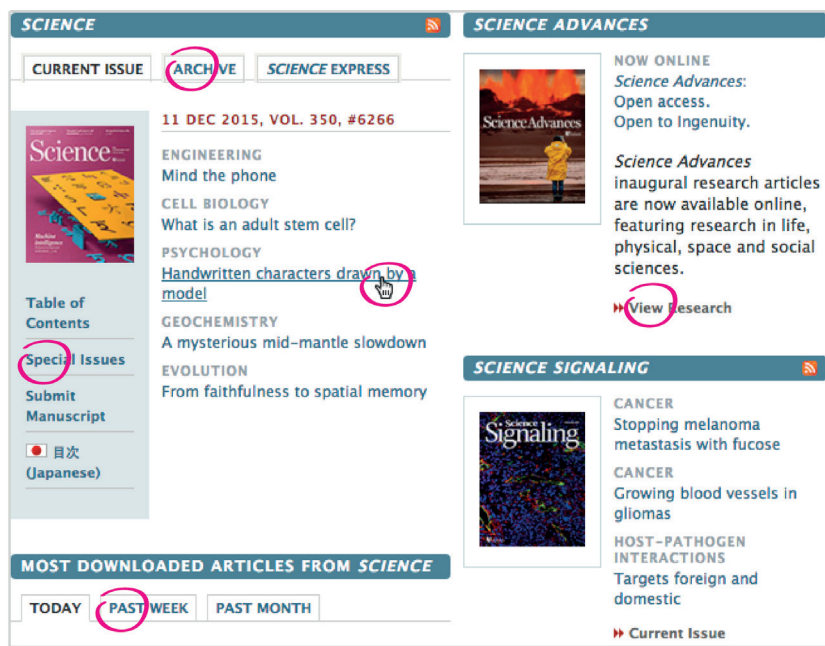 SCIENCE
CURRENT ISSUE
ARCHIVE
SCIENCE EXPRESS
Science
Machine
intelligence
11 DEC 2015, VOL. 350, #6266
ENGINEERING
Mind the phone
CELL BIOLOGY
What is an adult stem cell?
PSYCHOLOGY
Handwritten characters drawn by a
model
GEOCHEMISTRY
A mysterious mid-mantle slowdown
EVOLUTION
From faithfulness to spatial memory
Table of
Contents
Special Issues
Submit
Manuscript
目次
(Japanese)
MOST DOWNLOADED ARTICLES FROM SCIENCE
TODAY
PAST WEEK
PAST MONTH
SCIENCE ADVANCES
ScienceAdvances
NOW ONLINE
Science Advances:
Open access.
Open to Ingenuity.
Science Advances
inaugural research articles
are now available online,
featuring research in life,
physical, space and social
sciences.
View Research
SCIENCE SIGNALING
Science
Signaling
CANCER
Stopping melanoma
metastasis with fucose
CANCER
Growing blood vessels in
gliomas
HOST-PATHOGEN
INTERACTIONS
Targets foreign and
domestic
Current Issue